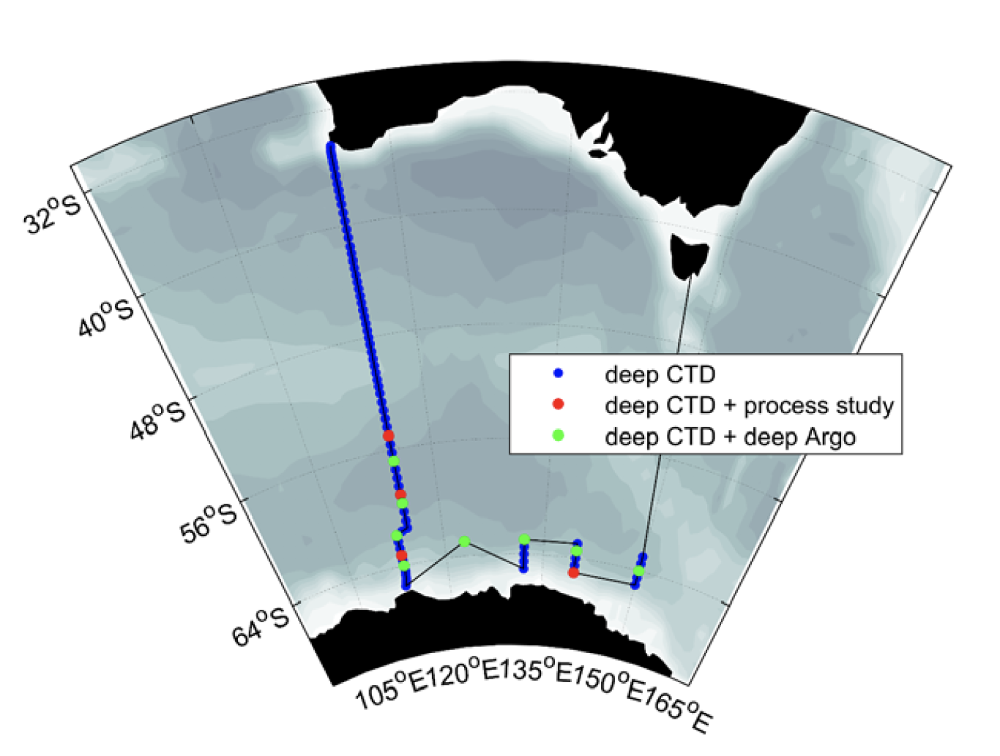 32°S
40°S
48°S
56°S
64°S
deep CTD
deep CTD + process study
deep CTD + deep Argo
105°E120°E135°E150°E165°E